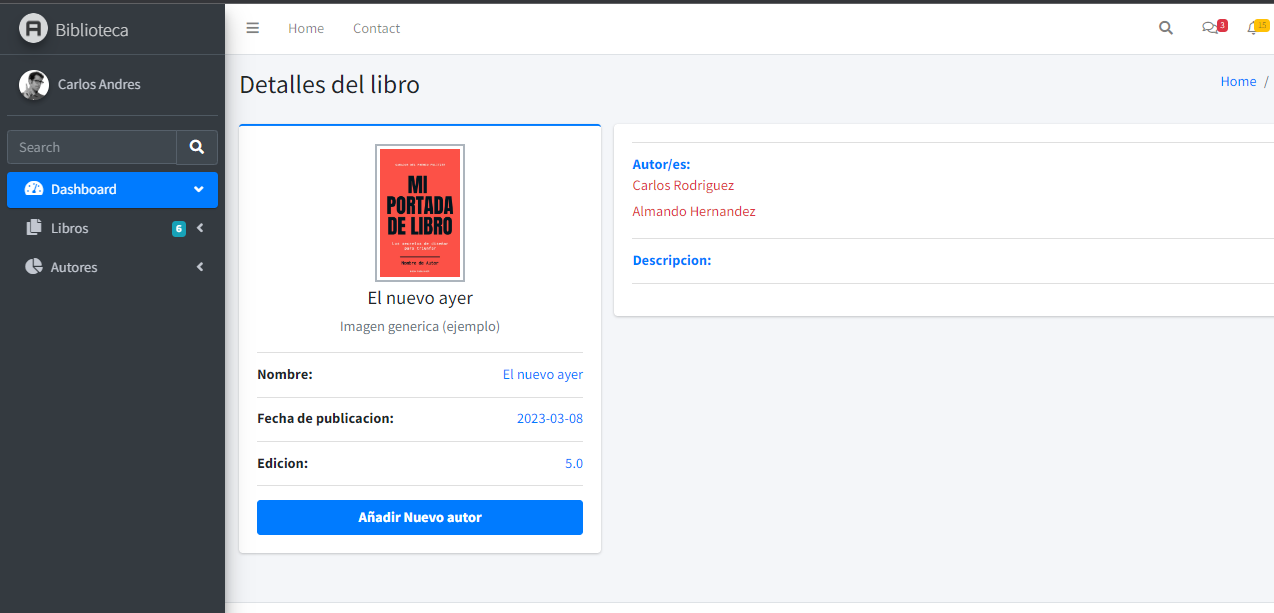 Biblioteca
Home Contact
3
15
Carlos Andres
Detalles del libro
Home /
Search
Dashboard
Libros 6
Autores
MI
PORTADA
DE LIBRO
Los secretos de diseñar
para triunfar
Nombre de Autor
El nuevo ayer
Imagen generica (ejemplo)
Nombre: El nuevo ayer
Fecha de publicacion: 2023-03-08
Edicion: 5.0
Añadir Nuevo autor
Autor/es:
Carlos Rodriguez
Almando Hernandez
Descripcion: